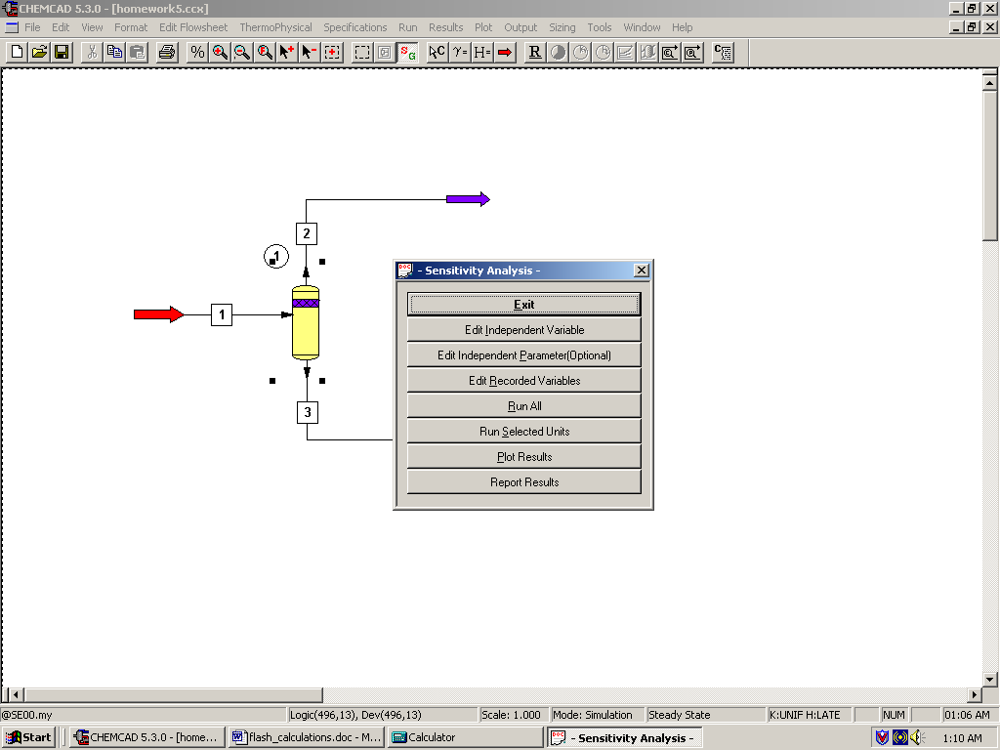 CHEMCAD 5.3.0 - [homework5.ccx]
File Edit View Format Edit Flowsheet ThermoPhysical Specifications Run Results Plot Output Sizing Tools Window Help
% S G C γ= H= R C
2
1
1
3
DOC - Sensitivity Analysis -
Exit
Edit Independent Variable
Edit Independent Parameter(Optional)
Edit Recorded Variables
Run All
Run Selected Units
Plot Results
Report Results
@SE00.my Logic(496,13), Dev(496,13) Scale: 1.000 Mode: Simulation Steady State K:UNIF H:LATE NUM 01:06 AM
Start CHEMCAD 5.3.0 - [home... flash_calculations.doc - M... Calculator DOC - Sensitivity Analysis - 1:10 AM